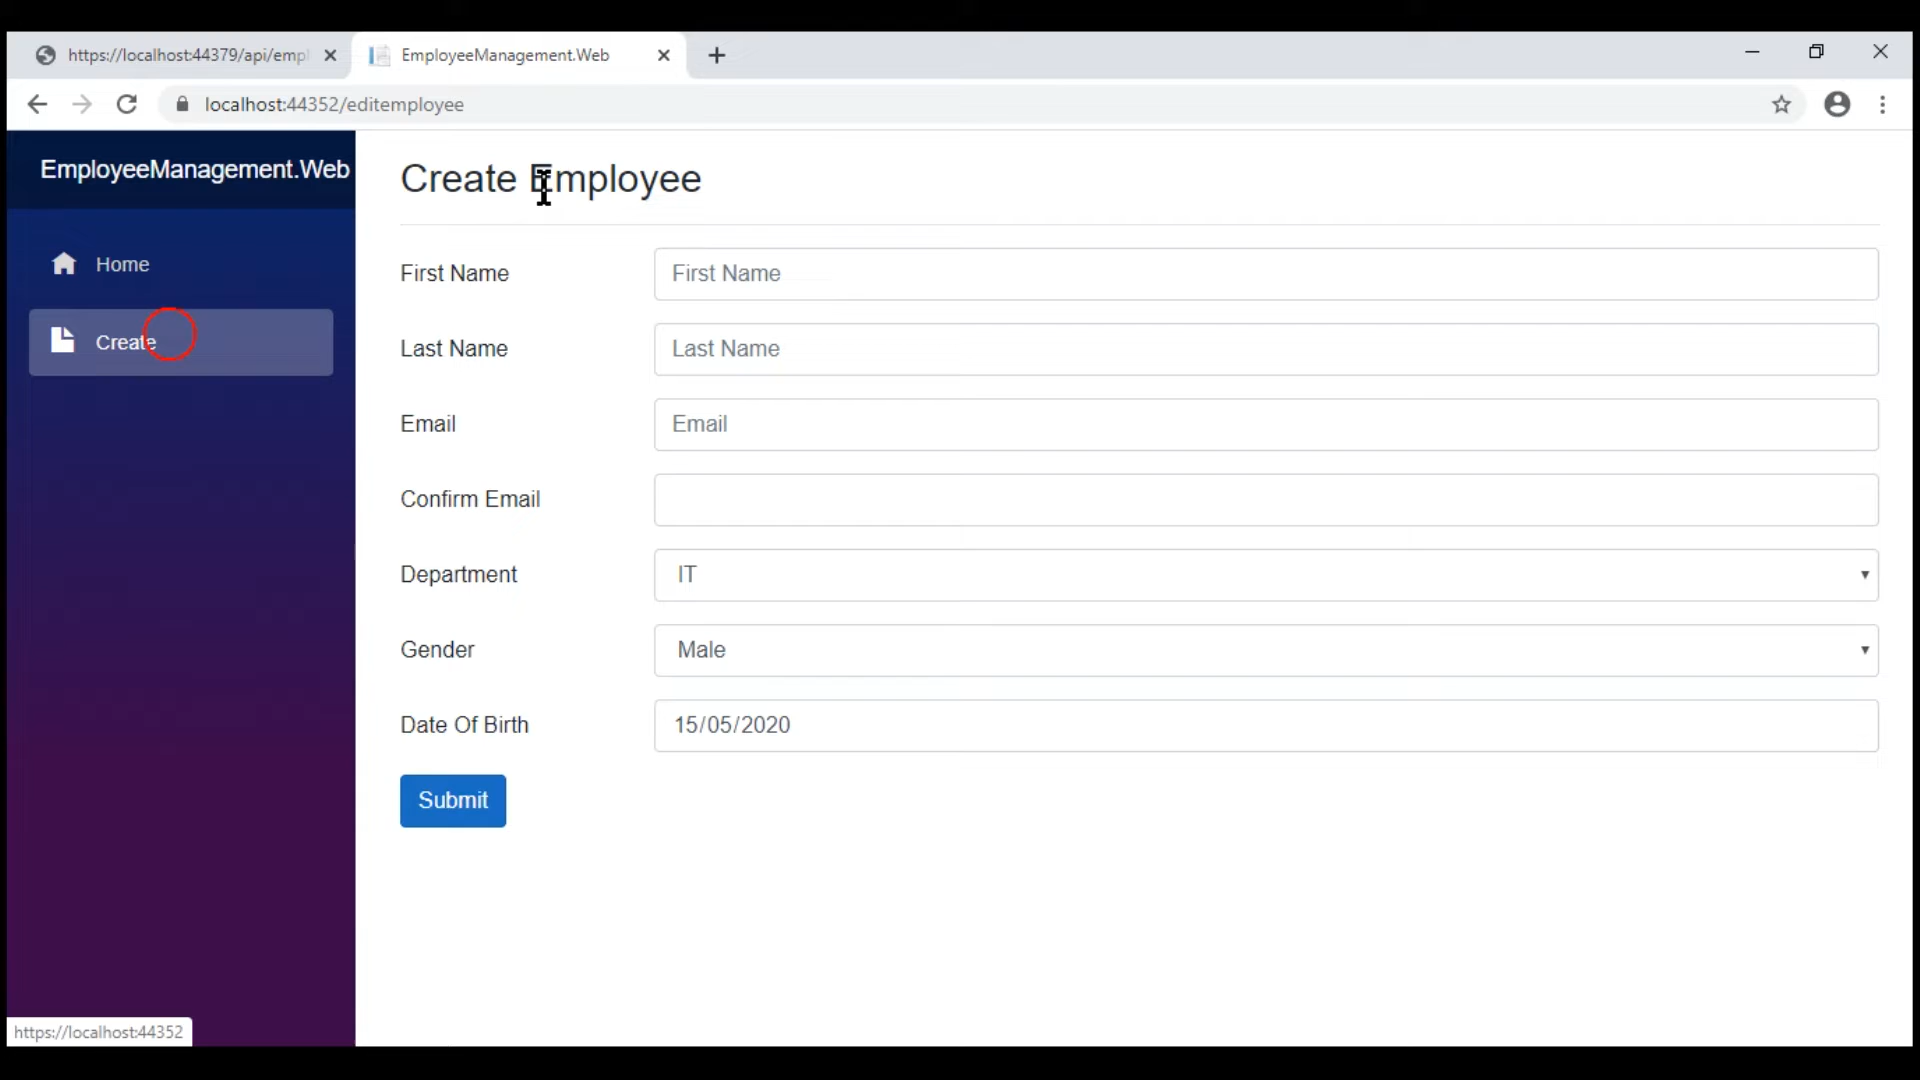 https://localhost:44379/api/emp
EmployeeManagement.Web
localhost:44352/editemployee
EmployeeManagement.Web
Home
Create
Create Employee
First Name
First Name
Last Name
Last Name
Email
Email
Confirm Email
Department
IT
Gender
Male
Date Of Birth
15/05/2020
Submit
https://localhost:44352